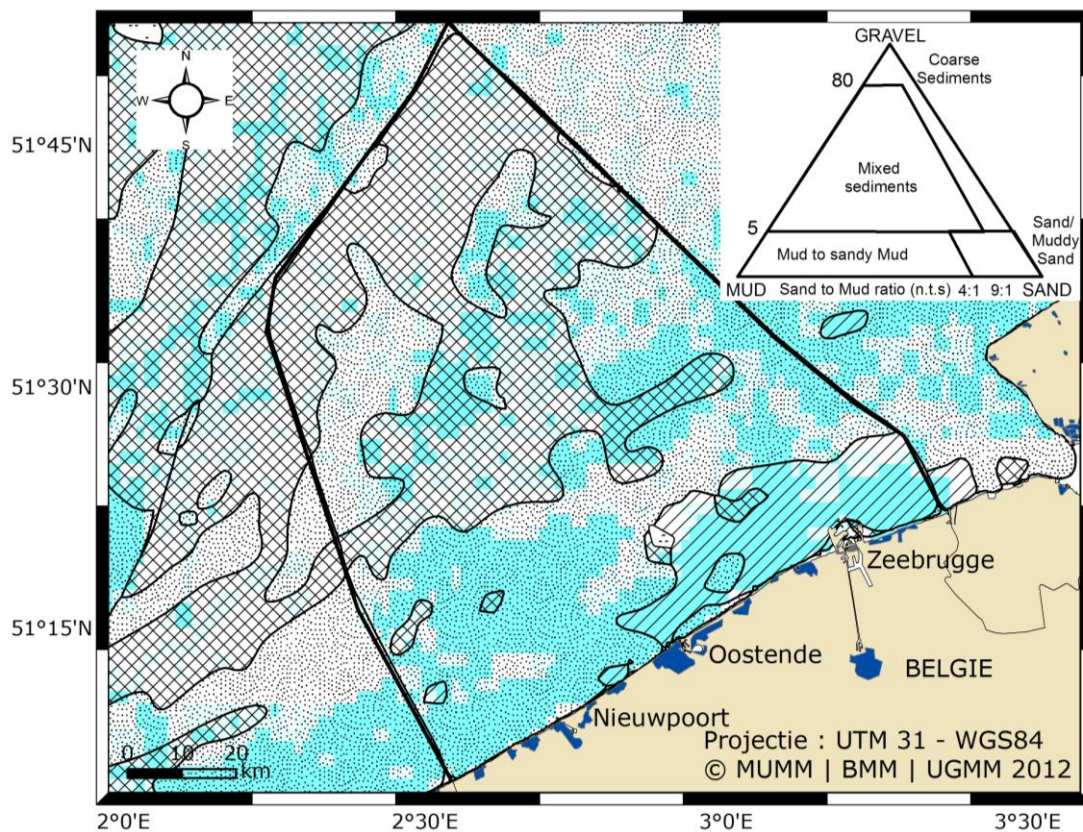 N
W E
S
GRAVEL
Coarse
Sediments
80
Mixed
sediments
5
Sand/
Muddy
Sand
Mud to sandy Mud
MUD Sand to Mud ratio (n.t.s) 4:1 9:1 SAND
51°45'N
51°30'N
51°15'N
Zeebrugge
Oostende
BELGIE
Nieuwpoort
Projectie : UTM 31 - WGS84
© MUMM | BMM | UGMM 2012
0 10 20
km
2°0'E 2°30'E 3°0'E 3°30'E